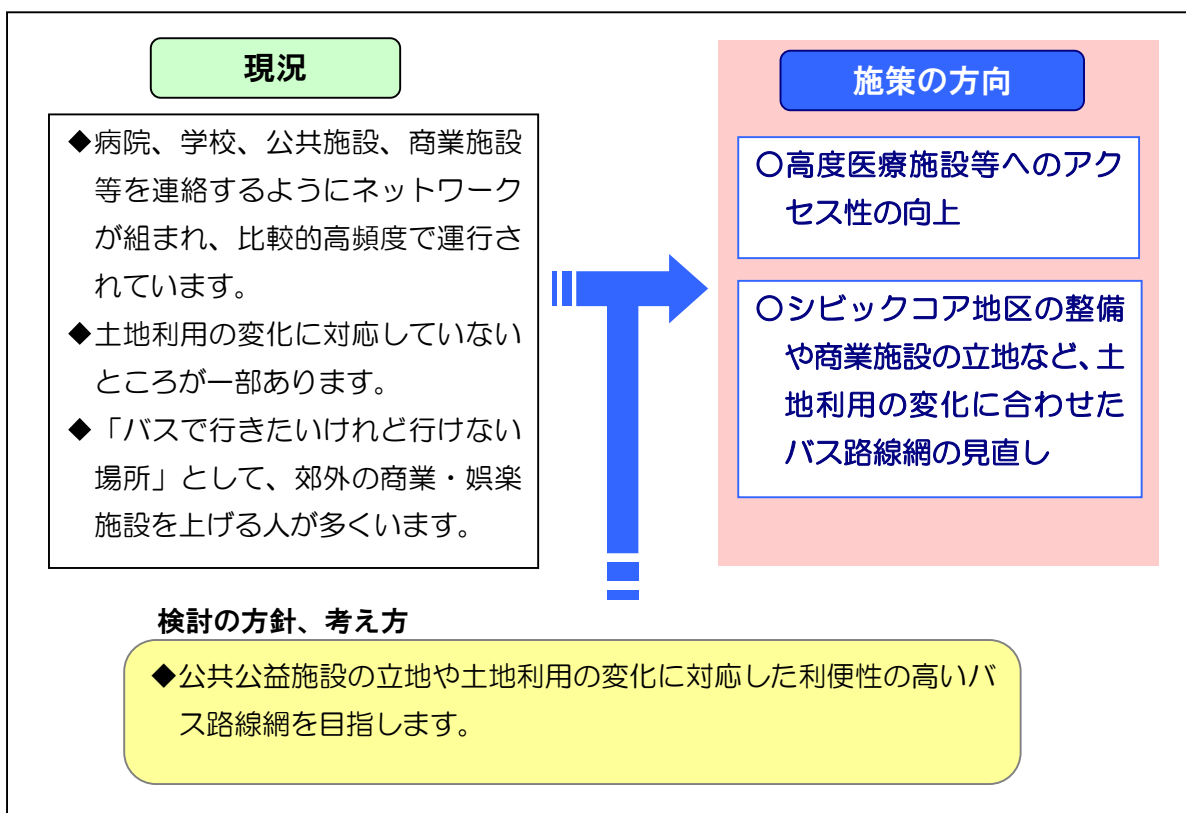 現況
◆病院、学校、公共施設、商業施設
等を連絡するようにネットワーク
が組まれ、比較的高頻度で運行さ
れています。
◆土地利用の変化に対応していない
ところが一部あります。
◆「バスで行きたいけれど行けない
場所」として、郊外の商業・娯楽
施設を上げる人が多くいます。
施策の方向
〇高度医療施設等へのアク
セス性の向上
〇シビックコア地区の整備
や商業施設の立地など、土
地利用の変化に合わせた
バス路線網の見直し
検討の方針、考え方
◆公共公益施設の立地や土地利用の変化に対応した利便性の高いバ
ス路線網を目指します。